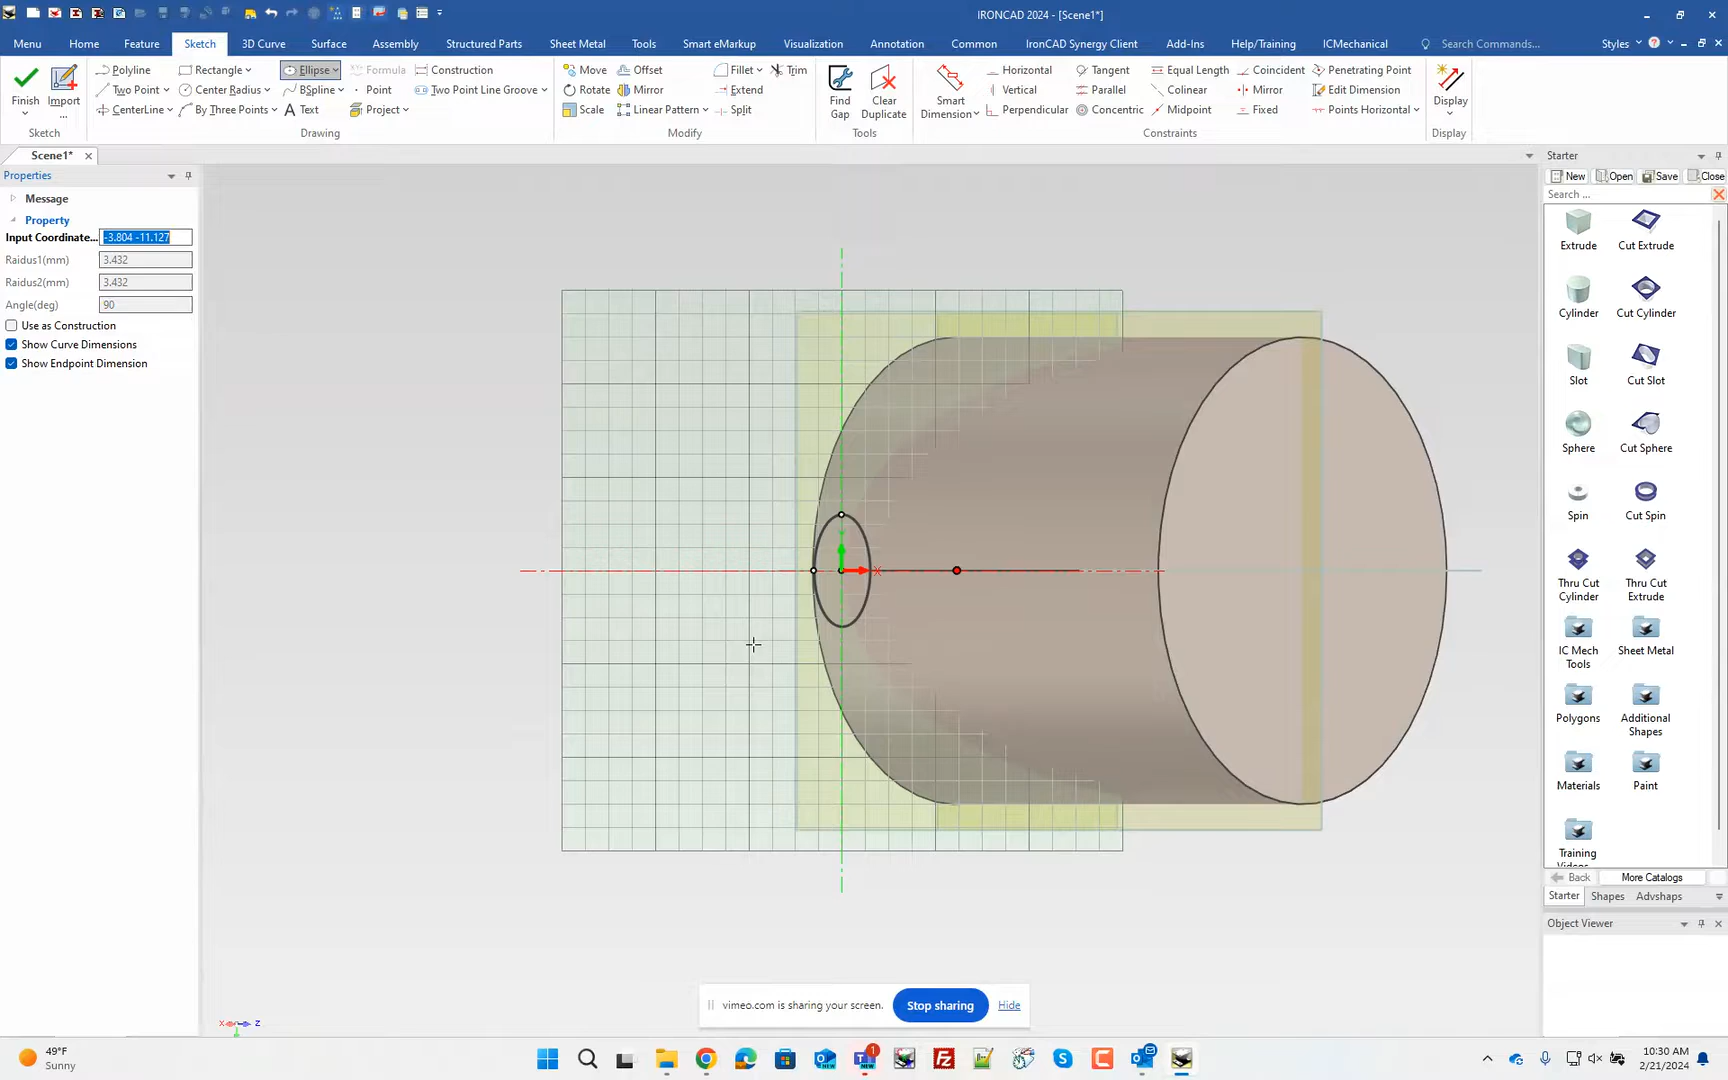 IRONCAD 2024 - [Scene1*]
Menu Home Feature Sketch 3D Curve Surface Assembly Structured Parts Sheet Metal Tools Smart eMarkup Visualization Annotation Common IronCAD Synergy Client Add-Ins Help/Training ICMechanical Search Commands... Styles
Polyline Rectangle Ellipse Formula Construction Move Offset Fillet Trim Horizontal Tangent Equal Length Coincident Penetrating Point
Two Point Center Radius BSpline Point Two Point Line Groove Rotate Mirror Extend Vertical Parallel Colinear Mirror Edit Dimension
CenterLine By Three Points Text Project Scale Linear Pattern Split Perpendicular Concentric Midpoint Fixed Points Horizontal
Finish Import ... Find Gap Clear Duplicate Smart Dimension Display
Sketch Drawing Modify Tools Constraints Display
Scene1*
Properties
Message
Property
Input Coordinate... -3.804 -11.127
Raidus1(mm) 3.432
Raidus2(mm) 3.432
Angle(deg) 90
Use as Construction
Show Curve Dimensions
Show Endpoint Dimension
X
X Z
Starter
New Open Save Close
Search ...
Extrude Cut Extrude
Cylinder Cut Cylinder
Slot Cut Slot
Sphere Cut Sphere
Spin Cut Spin
Thru Cut Cylinder Thru Cut Extrude
IC Mech Tools Sheet Metal
Polygons Additional Shapes
Materials Paint
Training
Back More Catalogs
Starter Shapes Advshaps
Object Viewer
vimeo.com is sharing your screen. Stop sharing Hide
49°F
Sunny
1
10:30 AM
2/21/2024